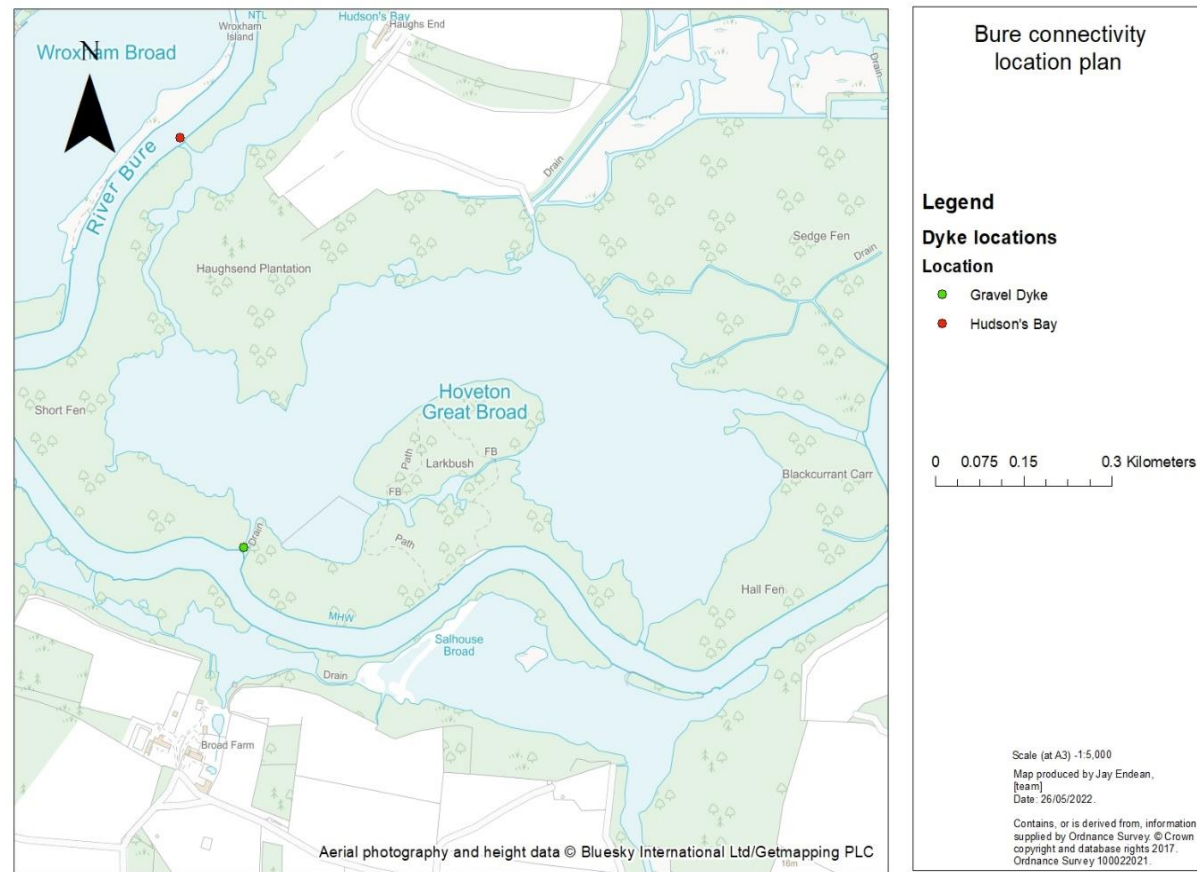 NTL
Wroxham
Island
Hudson's Bay
Haughs End
Wroxham Broad
N
River Bure
Drain
Drain
Sedge Fen
Drain
Haughsend Plantation
Hoveton
Great Broad
Short Fen
Path
Larkbush
FB
FB
Blackcurrant Carr
Drain
Path
Hall Fen
MHW
Salhouse
Broad
Drain
Broad Farm
16m
Aerial photography and height data © Bluesky International Ltd/Getmapping PLC
Bure connectivity
location plan
Legend
Dyke locations
Location
Gravel Dyke
Hudson's Bay
0 0.075 0.15 0.3 Kilometers
Scale (at A3) -1:5,000
Map produced by Jay Endean,
[team]
Date: 26/05/2022.
Contains, or is derived from, information
supplied by Ordnance Survey. © Crown
copyright and database rights 2017.
Ordnance Survey 100022021.